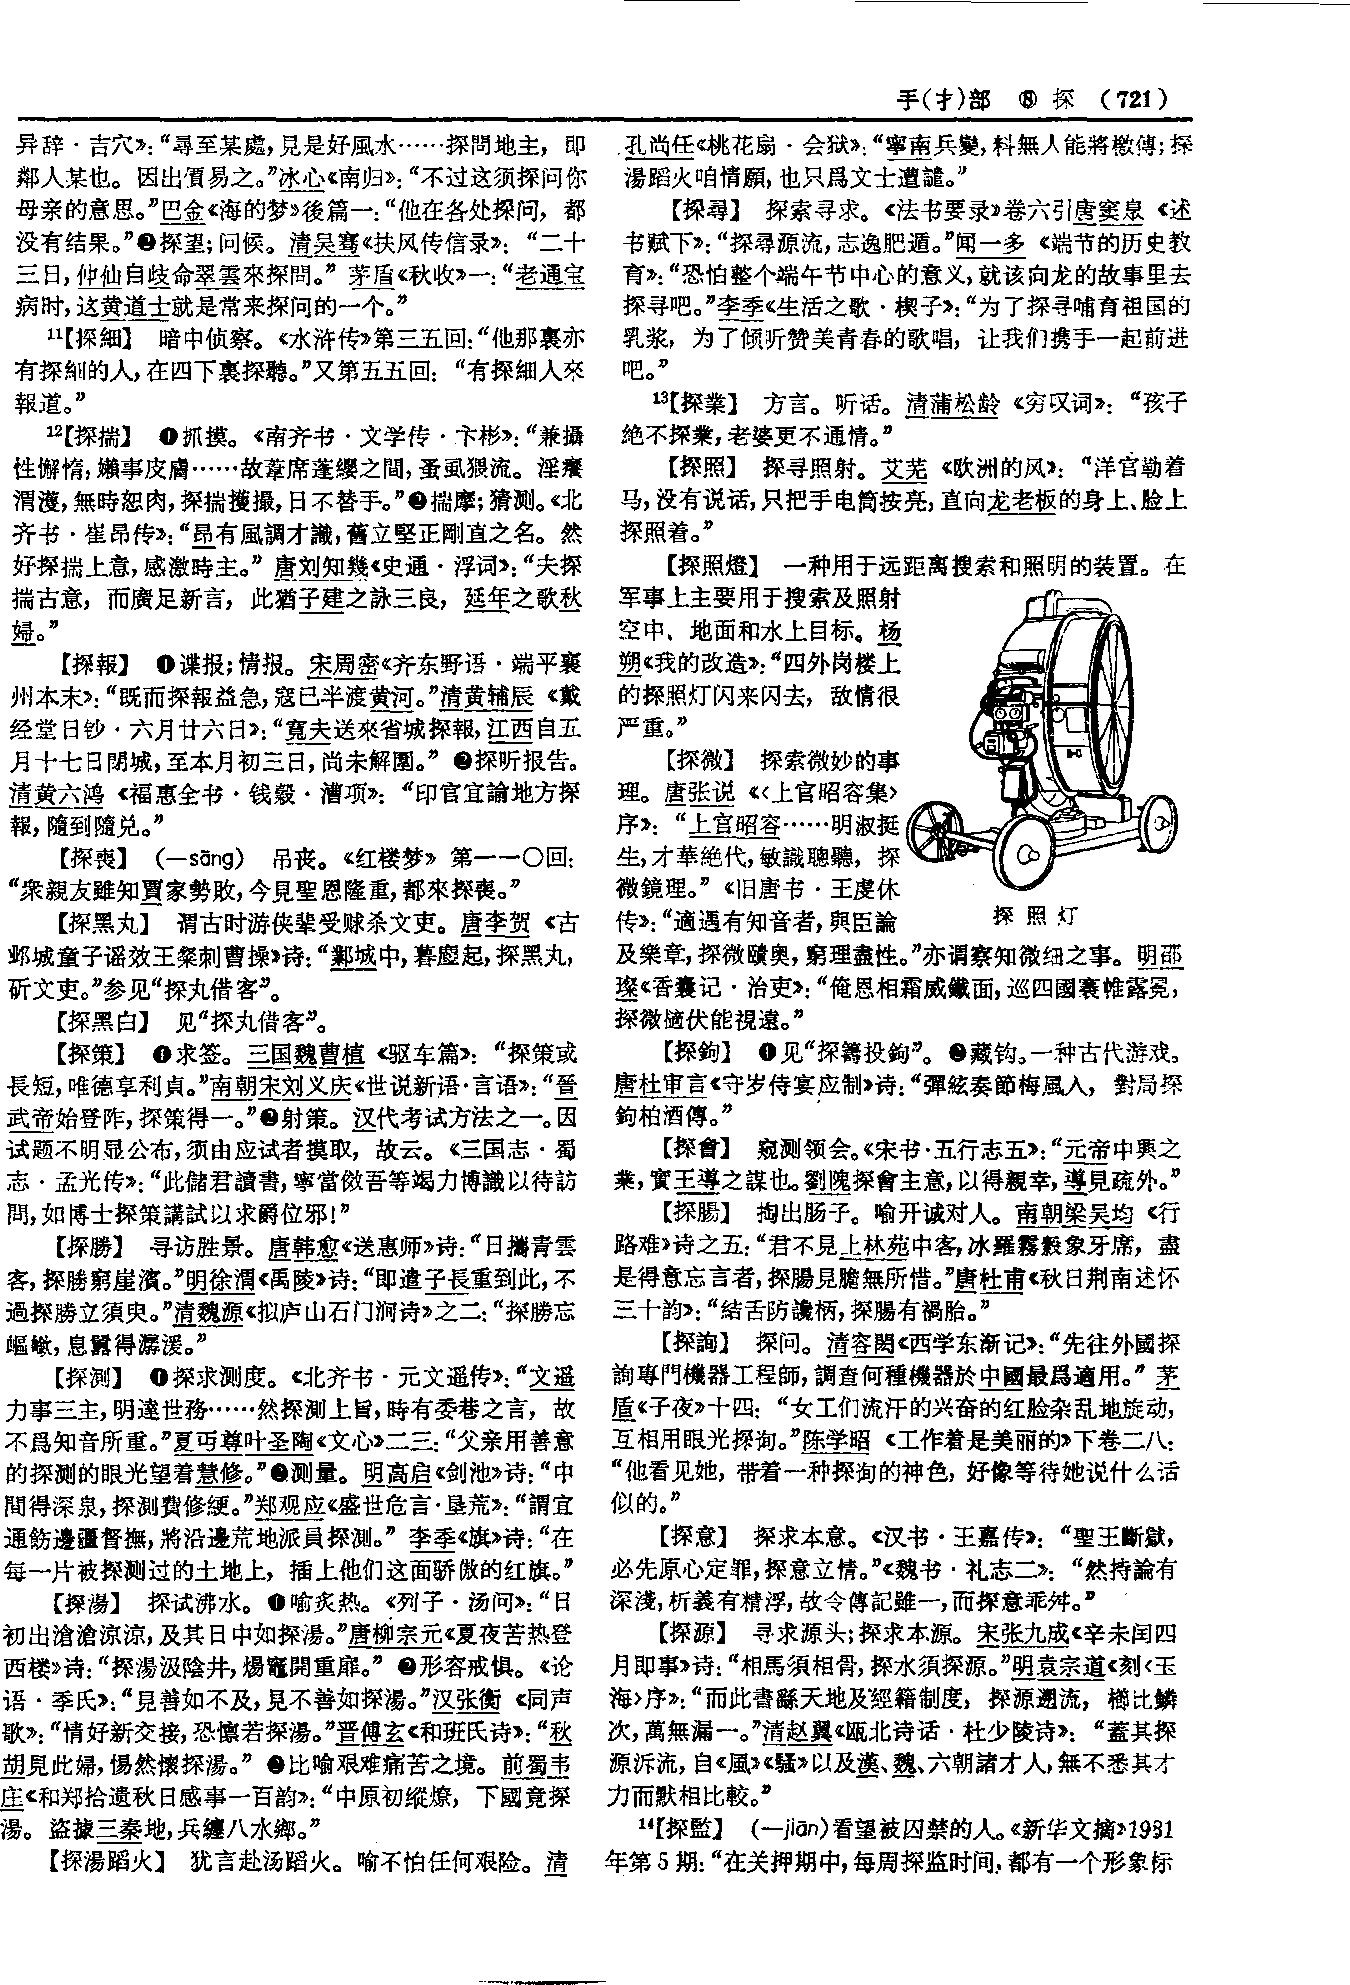 手(扌)部　⑧ 探　(721)
异辞·吉穴》：“尋至某處，見是好風水……探問地主，即
鄰人某也。因出貲易之。”冰心《南归》：“不过这须探问你
母亲的意思。”巴金《海的梦》後篇一：“他在各处探问，都
没有结果。”❷探望；问候。清吴骞《扶风传信录》：“二十
三日，仲仙自歧命翠雲來探問。”茅盾《秋收》一：“老通宝
病时，这黄道士就是常来探问的一个。”
11【探細】　暗中侦察。《水浒传》第三五回：“他那裏亦
有探細的人，在四下裏探聽。”又第五五回：“有探細人來
報道。”
12【探揣】　❶抓摸。《南齐书·文学传·卞彬》：“兼攝
性懈惰，嬾事皮膚……故葦席蓬纓之間，蚤虱猥流。淫癢
渭濩，無時恕肉，探揣擭撮，日不替手。”❷揣摩；猜测。《北
齐书·崔昂传》：“昂有風調才識，舊立堅正剛直之名。然
好探揣上意，感激時主。”唐刘知幾《史通·浮词》：“夫探
揣古意，而廣足新言，此猶子建之詠三良，延年之歌秋
婦。”
【探報】　❶谍报；情报。宋周密《齐东野语·端平襄
州本末》：“既而探報益急，寇已半渡黄河。”清黄辅辰《戴
经堂日钞·六月廿六日》：“寬夫送來省城探報，江西自五
月十七日閉城，至本月初三日，尚未解圍。”❷探听报告。
清黄六鸿《福惠全书·钱穀·漕项》：“印官宜諭地方探
報，隨到隨兑。”
【探喪】　(—sāng)　吊丧。《红楼梦》第一一〇回：
“衆親友雖知賈家勢敗，今見聖恩隆重，都來探喪。”
【探黑丸】　谓古时游侠辈受赇杀文吏。唐李贺《古
邺城童子谣效王粲刺曹操》诗：“鄴城中，暮塵起，探黑丸，
斫文吏。”参见“探丸借客”。
【探黑白】　见“探丸借客”。
【探策】　❶求签。三国魏曹植《驱车篇》：“探策或
長短，唯德享利貞。”南朝宋刘义庆《世说新语·言语》：“晉
武帝始登阼，探策得一。”❷射策。汉代考试方法之一。因
试题不明显公布，须由应试者摸取，故云。《三国志·蜀
志·孟光传》：“此儲君讀書，寧當傚吾等竭力博識以待訪
問，如博士探策講試以求爵位邪！”
【探勝】　寻访胜景。唐韩愈《送惠师》诗：“日攜青雲
客，探勝窮崖濱。”明徐渭《禹陵》诗：“即遣子長重到此，不
過探勝立須臾。”清魏源《拟庐山石门涧诗》之二：“探勝忘
嶇嶔，息囂得潺湲。”
【探测】　❶探求测度。《北齐书·元文遥传》：“文遥
力事三主，明達世務……然探測上旨，時有委巷之言，故
不爲知音所重。”夏丏尊叶圣陶《文心》二三：“父亲用善意
的探测的眼光望着慧修。”❷测量。明高启《剑池》诗：“中
間得深泉，探測費修綆。”郑观应《盛世危言·垦荒》：“謂宜
通飭邊疆督撫，將沿邊荒地派員探測。”李季《旗》诗：“在
每一片被探测过的土地上，插上他们这面骄傲的红旗。”
【探湯】　探试沸水。❶喻炎热。《列子·汤问》：“日
初出滄滄涼涼，及其日中如探湯。”唐柳宗元《夏夜苦热登
西楼》诗：“探湯汲陰井，煬竈開重扉。”❷形容戒惧。《论
语·季氏》：“見善如不及，見不善如探湯。”汉张衡《同声
歌》：“情好新交接，恐懍若探湯。”晋傅玄《和班氏诗》：“秋
胡見此婦，惕然懷探湯。”❸比喻艰难痛苦之境。前蜀韦
庄《和郑拾遗秋日感事一百韵》：“中原初縱燎，下國竟探
湯。盜據三秦地，兵纏八水鄉。”
【探湯蹈火】　犹言赴汤蹈火。喻不怕任何艰险。清
孔尚任《桃花扇·会狱》：“寧南兵變，料無人能將檄傳；探
湯蹈火咱情願，也只爲文士遭譴。”
【探尋】　探索寻求。《法书要录》卷六引唐窦臮《述
书赋下》：“探尋源流，志逸肥遁。”闻一多《端节的历史教
育》：“恐怕整个端午节中心的意义，就该向龙的故事里去
探寻吧。”李季《生活之歌·楔子》：“为了探寻哺育祖国的
乳浆，为了倾听赞美青春的歌唱，让我们携手一起前进
吧。”
13【探業】　方言。听话。清蒲松龄《穷叹词》：“孩子
絶不探業，老婆更不通情。”
【探照】　探寻照射。艾芜《欧洲的风》：“洋官勒着
马，没有说话，只把手电筒按亮，直向龙老板的身上、脸上
探照着。”
【探照燈】　一种用于远距离搜索和照明的装置。在
军事上主要用于搜索及照射
空中、地面和水上目标。杨
朔《我的改造》：“四外岗楼上
的探照灯闪来闪去，敌情很
严重。”
【探微】　探索微妙的事
理。唐张说《〈上官昭容集〉
序》：“上官昭容……明淑挺
生，才華絶代，敏識聰聽，探
微鏡理。”《旧唐书·王虔休
传》：“適遇有知音者，與臣論
探 照 灯
及樂章，探微賾奥，窮理盡性。”亦谓察知微细之事。明邵
璨《香囊记·治吏》：“俺恩相霜威鐵面，巡四國褰帷露冕，
探微擿伏能視遠。”
【探鉤】　❶见“探籌投鉤”。❷藏钩。一种古代游戏。
唐杜审言《守岁侍宴应制》诗：“彈絃奏節梅風入，對局探
鉤柏酒傳。”
【探會】　窥测领会。《宋书·五行志五》：“元帝中興之
業，實王導之謀也。劉隗探會主意，以得親幸，導見疏外。”
【探腸】　掏出肠子。喻开诚对人。南朝梁吴均《行
路难》诗之五：“君不見上林苑中客，冰羅霧縠象牙席，盡
是得意忘言者，探腸見膽無所惜。”唐杜甫《秋日荆南述怀
三十韵》：“結舌防讒柄，探腸有禍胎。”
【探詢】　探问。清容闳《西学东渐记》：“先往外國探
詢專門機器工程師，調查何種機器於中國最爲適用。”茅
盾《子夜》十四：“女工们流汗的兴奋的红脸杂乱地旋动，
互相用眼光探询。”陈学昭《工作着是美丽的》下卷二八：
“他看见她，带着一种探询的神色，好像等待她说什么话
似的。”
【探意】　探求本意。《汉书·王嘉传》：“聖王斷獄，
必先原心定罪，探意立情。”《魏书·礼志二》：“然持論有
深淺，析義有精浮，故令傳記雖一，而探意乖舛。”
【探源】　寻求源头；探求本源。宋张九成《辛未闰四
月即事》诗：“相馬須相骨，探水須探源。”明袁宗道《刻〈玉
海〉序》：“而此書繇天地及經籍制度，探源遡流，櫛比鱗
次，萬無漏一。”清赵翼《瓯北诗话·杜少陵诗》：“蓋其探
源泝流，自《風》《騷》以及漢、魏、六朝諸才人，無不悉其才
力而默相比較。”
14【探監】　(—jiān)看望被囚禁的人。《新华文摘》1981
年第5期：“在关押期中，每周探监时间，都有一个形象标